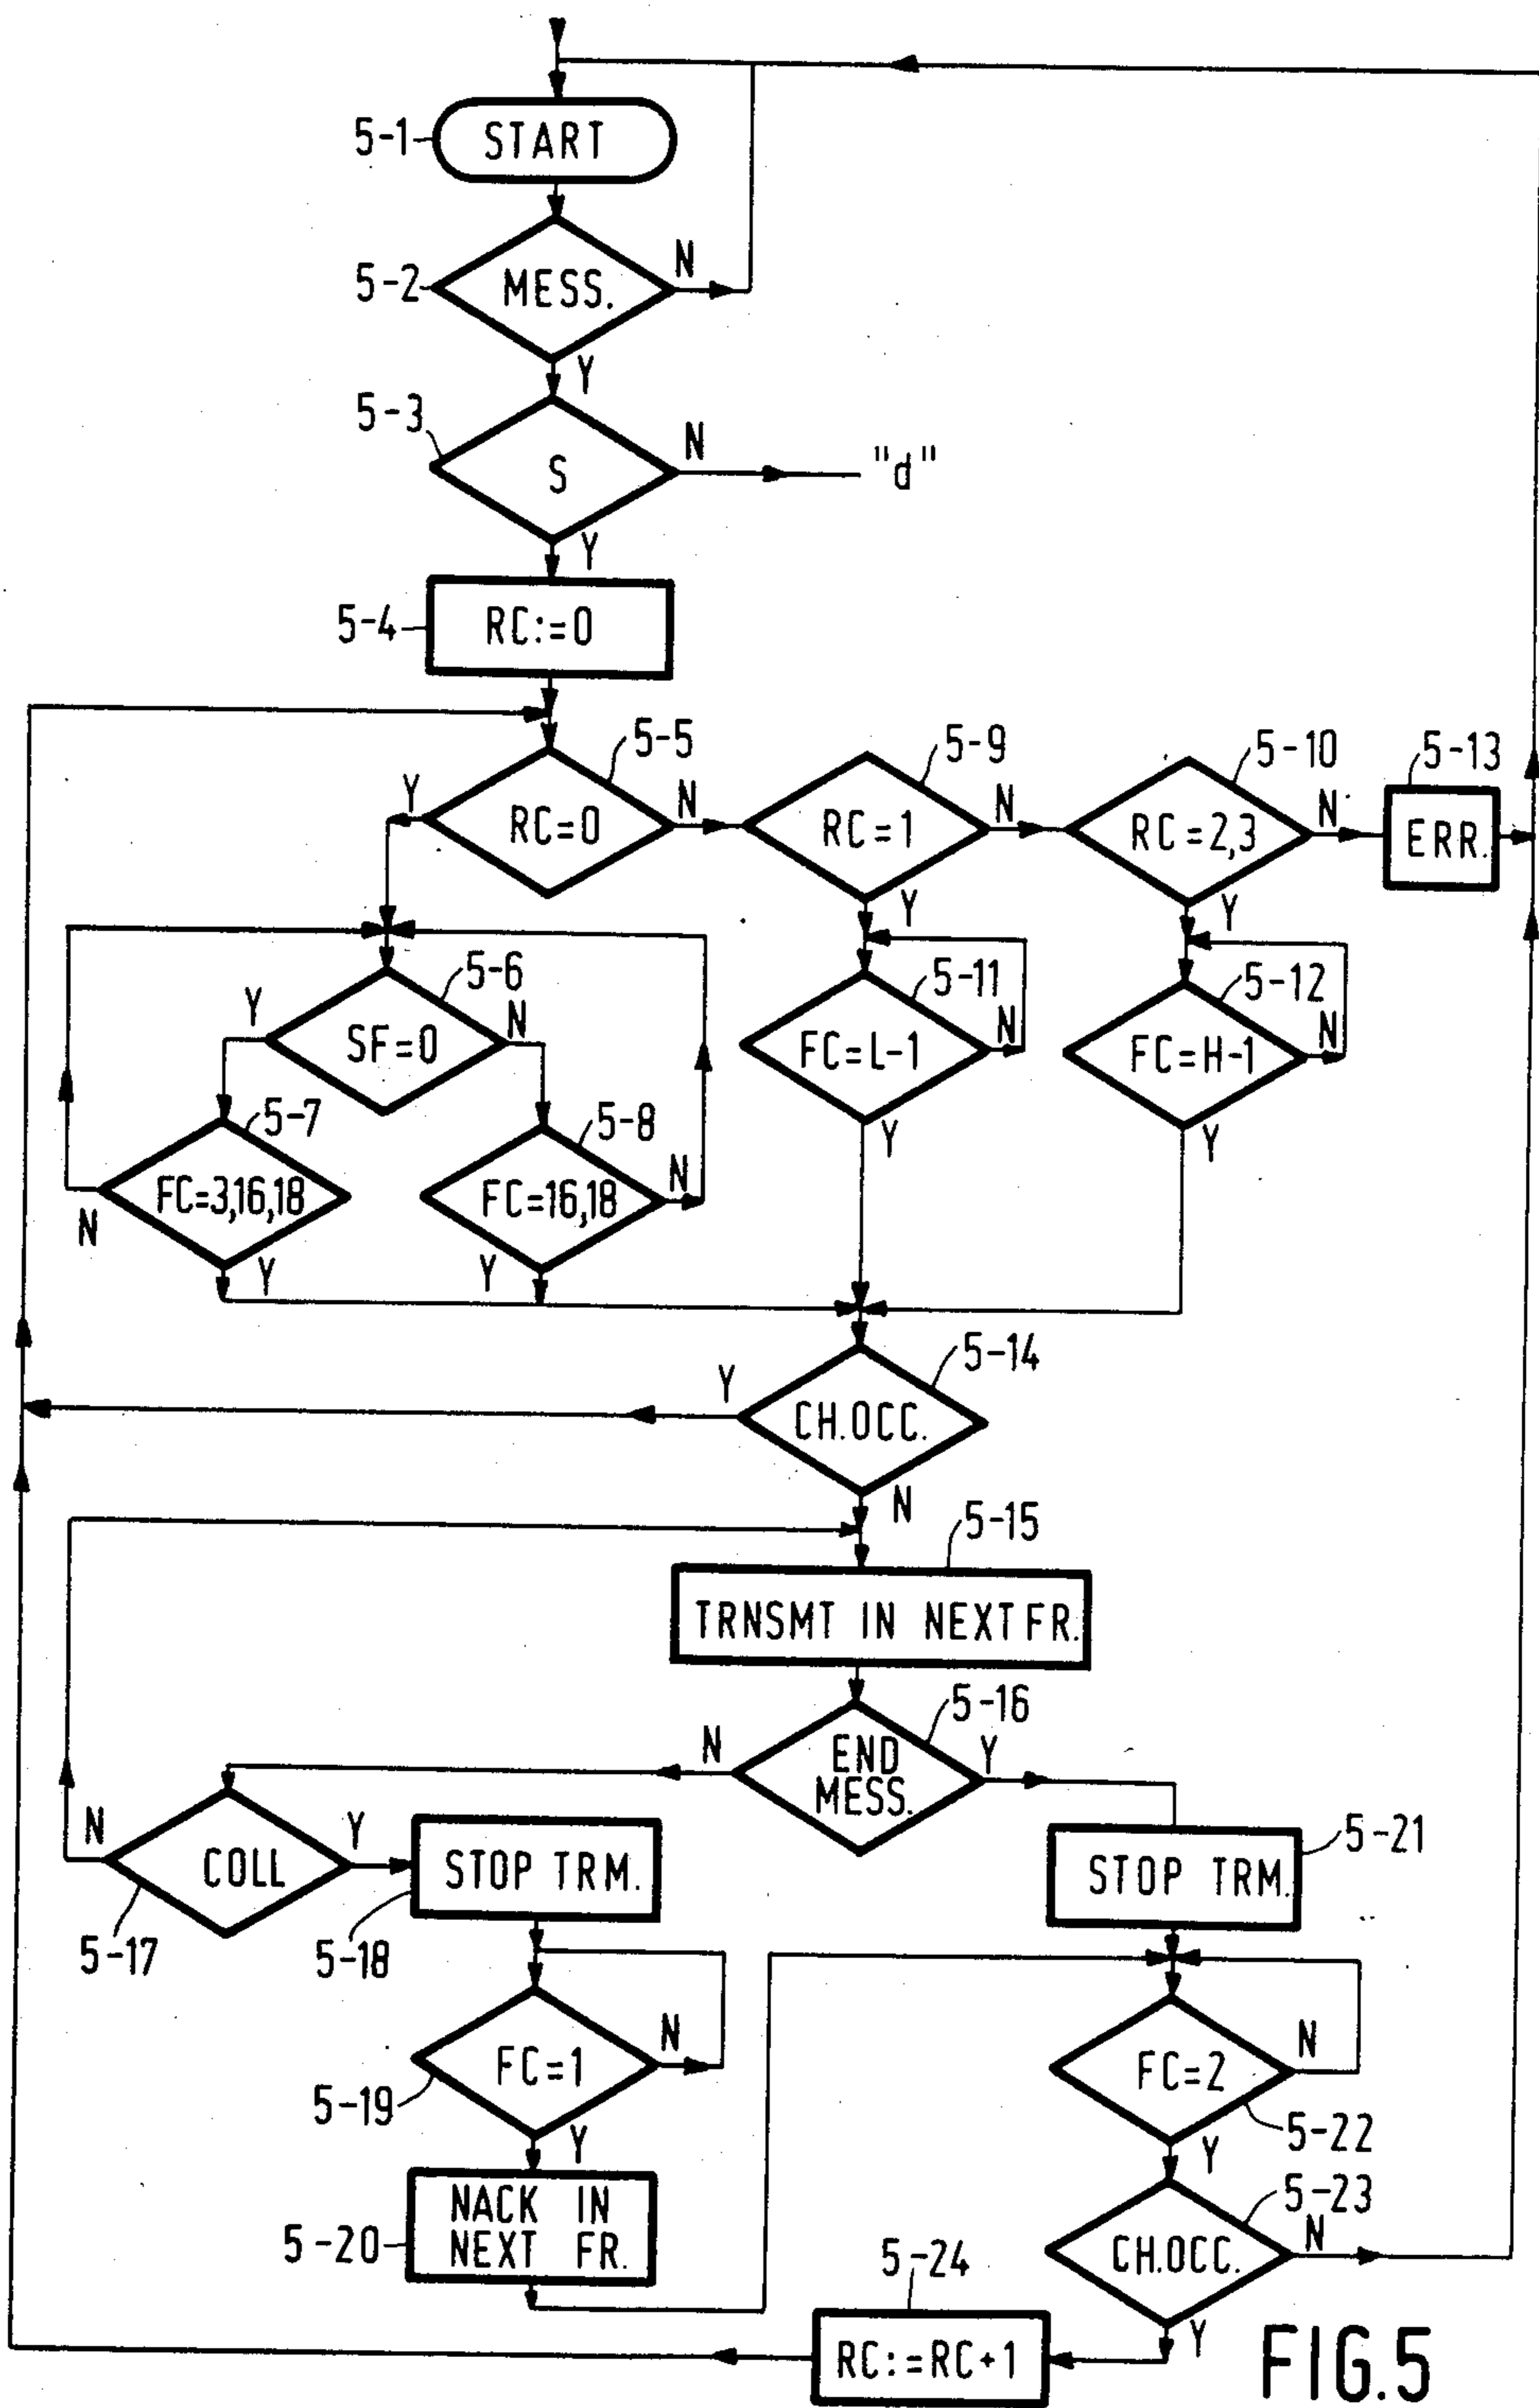 5-1
START
5-2
MESS.
N
Y
5-3
S
N
"d"
Y
5-4
RC:=0
5-5
5-9
5-10
5-13
Y
RC=0
N
RC=1
N
RC=2,3
N
ERR.
Y
Y
5-6
5-11
5-12
Y
SF=0
N
FC=L-1
N
FC=H-1
N
5-7
5-8
Y
Y
FC=3,16,18
FC=16,18
N
N
Y
Y
5-14
Y
CH.OCC.
N
5-15
TRNSMT IN NEXT FR.
5-16
N
END
MESS.
Y
5-21
N
COLL
Y
STOP TRM.
STOP TRM.
5-17
5-18
FC=1
N
FC=2
N
5-19
5-22
Y
Y
5-23
NACK IN
NEXT FR.
5-20
CH.OCC.
N
5-24
Y
RC:=RC+1
FIG.5